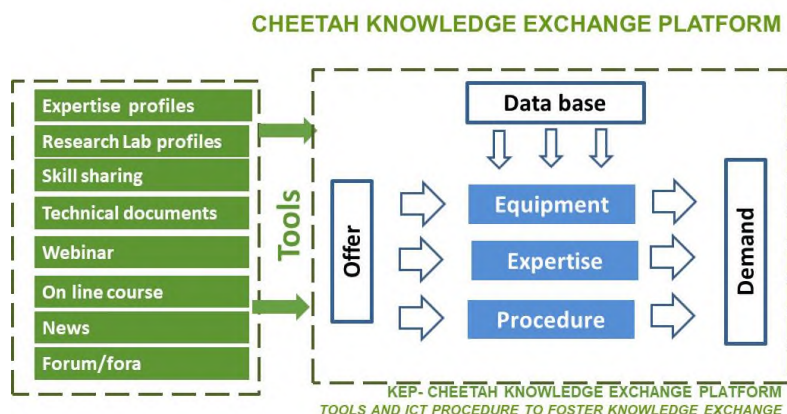 CHEETAH KNOWLEDGE EXCHANGE PLATFORM
Expertise profiles
Research Lab profiles
Skill sharing
Technical documents
Webinar
On line course
News
Forum/fora
Tools
Data base
Offer
Equipment
Expertise
Procedure
Demand
KEP- CHEETAH KNOWLEDGE EXCHANGE PLATFORM
TOOLS AND ICT PROCEDURE TO FOSTER KNOWLEDGE EXCHANGE